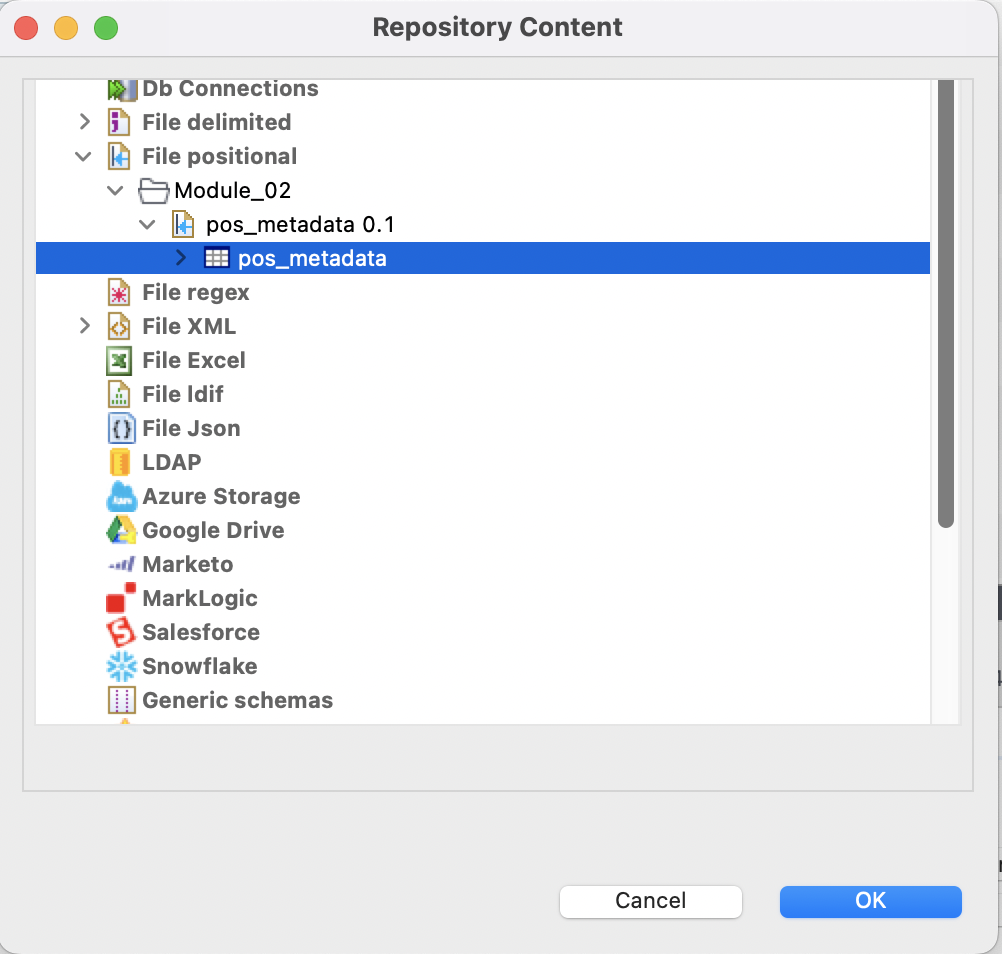 Repository Content
Db Connections
File delimited
File positional
Module_02
pos_metadata 0.1
pos_metadata
File regex
File XML
File Excel
File ldif
File Json
LDAP
Azure Storage
Google Drive
Marketo
MarkLogic
Salesforce
Snowflake
Generic schemas
Cancel
OK